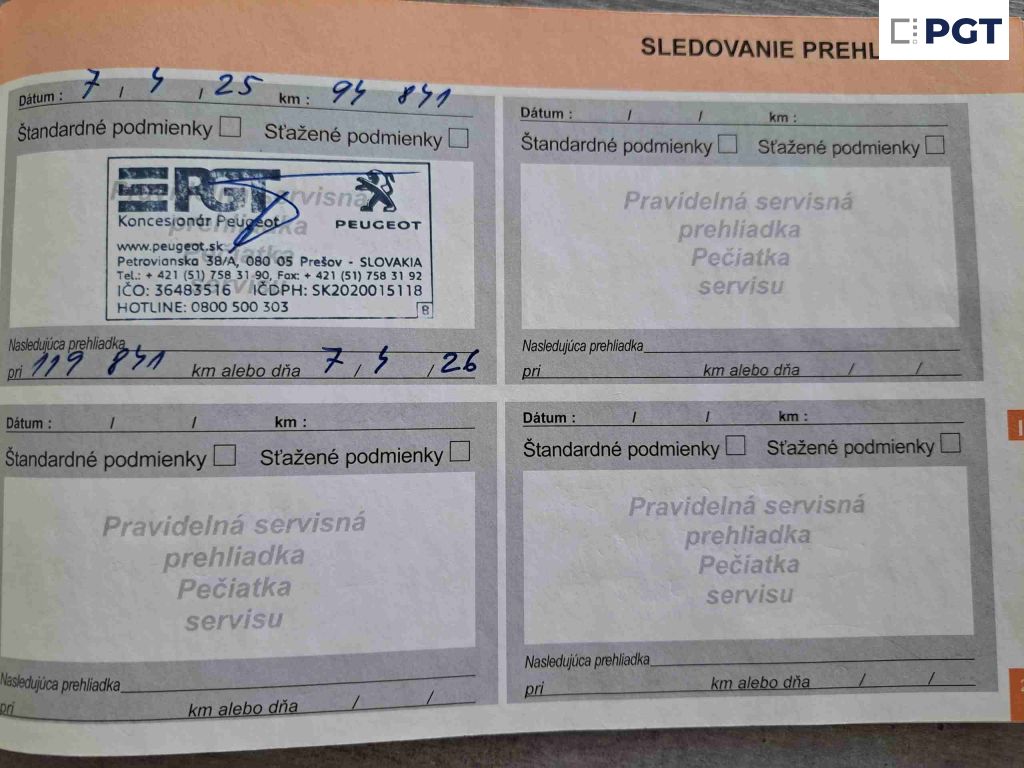 PGT
SLEDOVANIE PREHL
Dátum : 7 / 4 / 25 km : 94 841
Štandardné podmienky Sťažené podmienky
PGT
Koncesionár Peugeot
PEUGEOT
www.peugeot.sk
Petrovianska 38/A, 080 05 Prešov - SLOVAKIA
Tel.: + 421 (51) 758 31 90, Fax: + 421 (51) 758 31 92
IČO: 36483516 IČDPH: SK2020015118
HOTLINE: 0800 500 303
B
Nasledujúca prehliadka
pri 119 841 km alebo dňa 7 / 4 / 26
Dátum : / / km :
Štandardné podmienky Sťažené podmienky
Pravidelná servisná
prehliadka
Pečiatka
servisu
Nasledujúca prehliadka
pri km alebo dňa / /
Dátum : / / km :
Štandardné podmienky Sťažené podmienky
Pravidelná servisná
prehliadka
Pečiatka
servisu
Nasledujúca prehliadka
pri km alebo dňa / /
Dátum : / / km :
Štandardné podmienky Sťažené podmienky
Pravidelná servisná
prehliadka
Pečiatka
servisu
Nasledujúca prehliadka
pri km alebo dňa / /